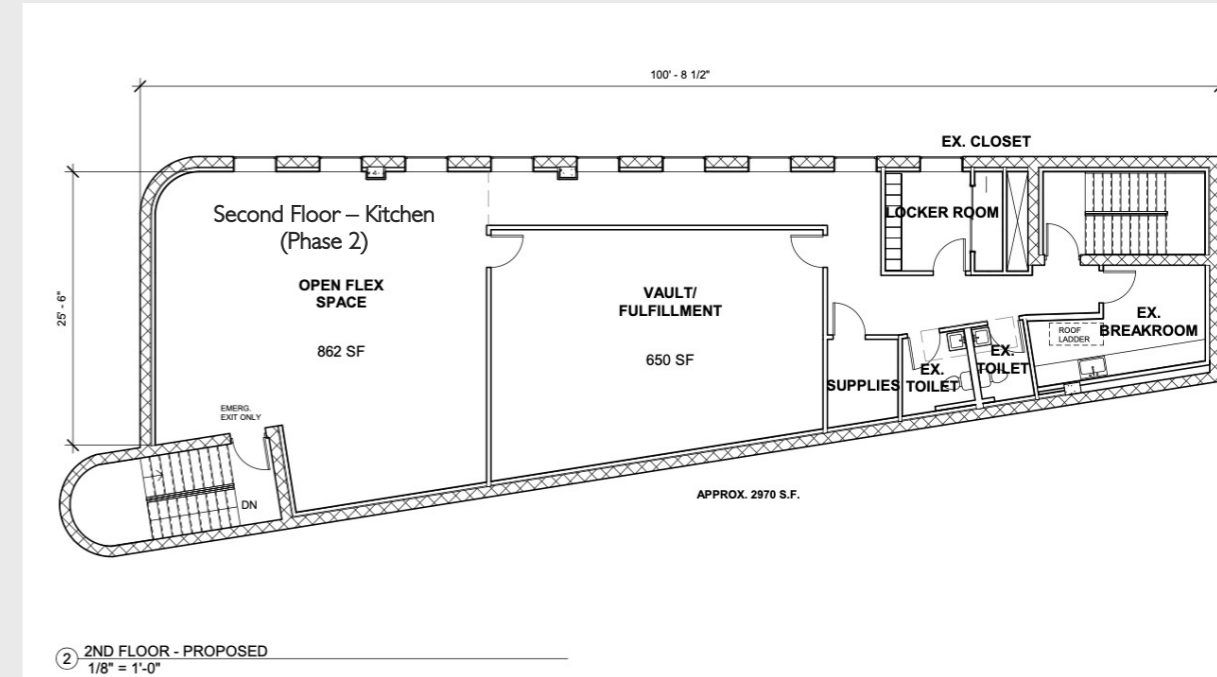 100' - 8 1/2"
EX. CLOSET
25' - 6"
Second Floor – Kitchen
(Phase 2)
LOCKER ROOM
OPEN FLEX
SPACE
862 SF
VAULT/
FULFILLMENT
650 SF
EX.
BREAKROOM
ROOF
LADDER
EX.
TOILET
EX.
TOILET
SUPPLIES
EMERG.
EXIT ONLY
DN
APPROX. 2970 S.F.
2 2ND FLOOR - PROPOSED
1/8" = 1'-0"